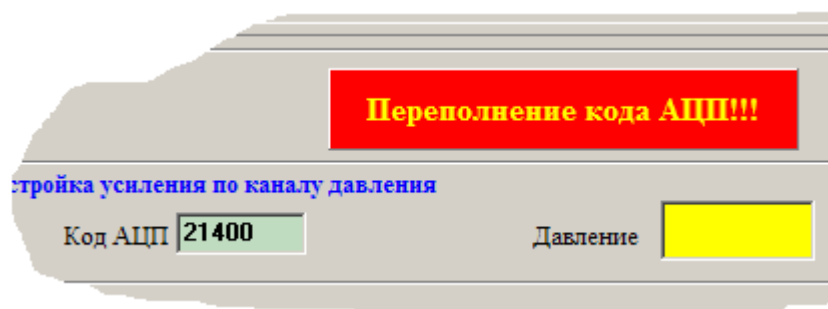 Переполнение кода АЦП!!!
стройка усиления по каналу давления
Код АЦП 21400 Давление